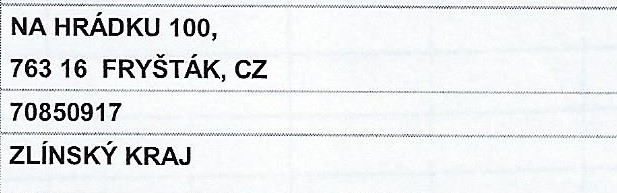 NA HRÁDKU 100,
763 16 FRYŠTÁK, CZ
70850917
ZLÍNSKÝ KRAJ